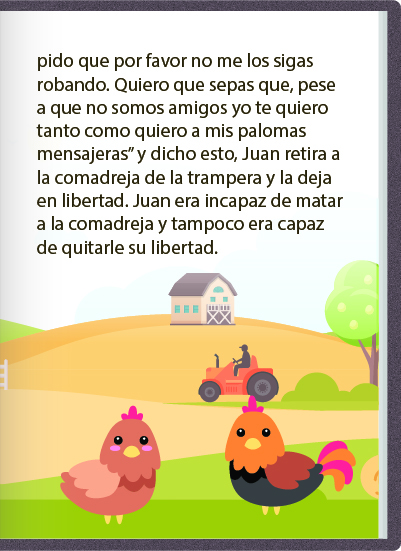 pido que por favor no me los sigas
robando. Quiero que sepas que, pese
a que no somos amigos yo te quiero
tanto como quiero a mis palomas
mensajeras” y dicho esto, Juan retira a
la comadreja de la trampera y la deja
en libertad. Juan era incapaz de matar
a la comadreja y tampoco era capaz
de quitarle su libertad.